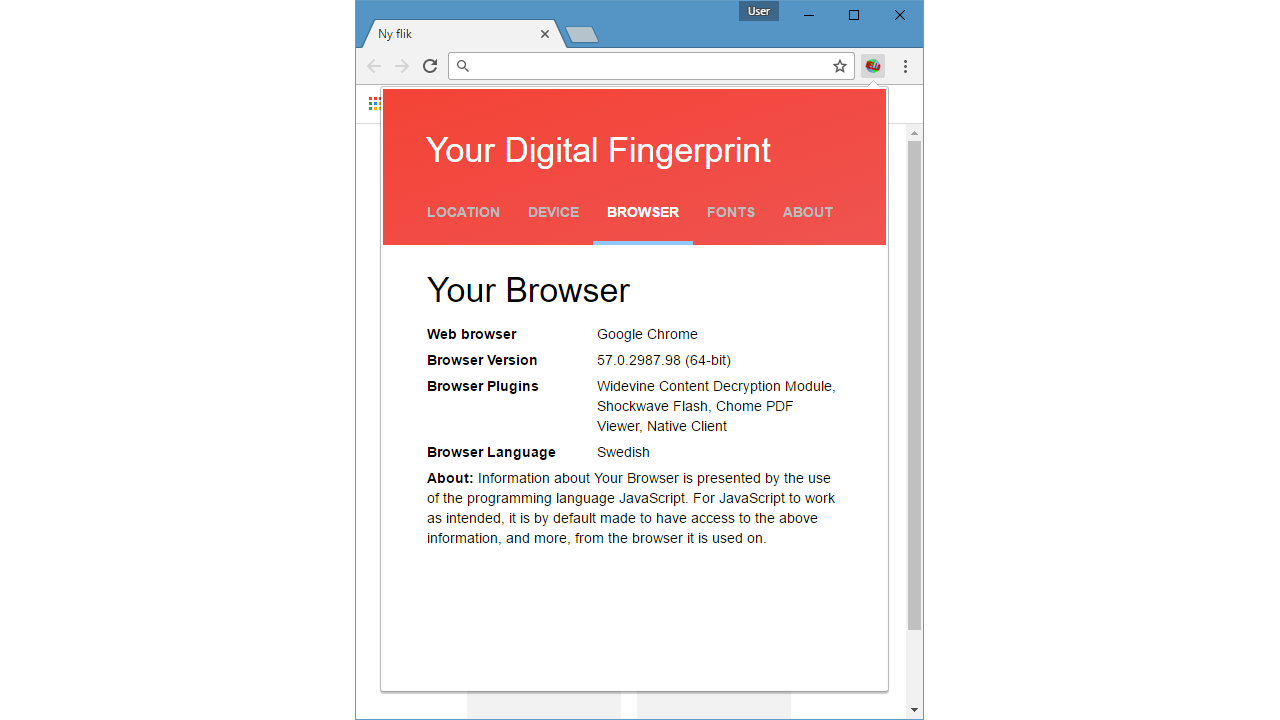 User
Ny flik
Your Digital Fingerprint
LOCATION DEVICE BROWSER FONTS ABOUT
Your Browser
Web browser Google Chrome
Browser Version 57.0.2987.98 (64-bit)
Browser Plugins Widevine Content Decryption Module,
Shockwave Flash, Chome PDF
Viewer, Native Client
Browser Language Swedish
About: Information about Your Browser is presented by the use
of the programming language JavaScript. For JavaScript to work
as intended, it is by default made to have access to the above
information, and more, from the browser it is used on.